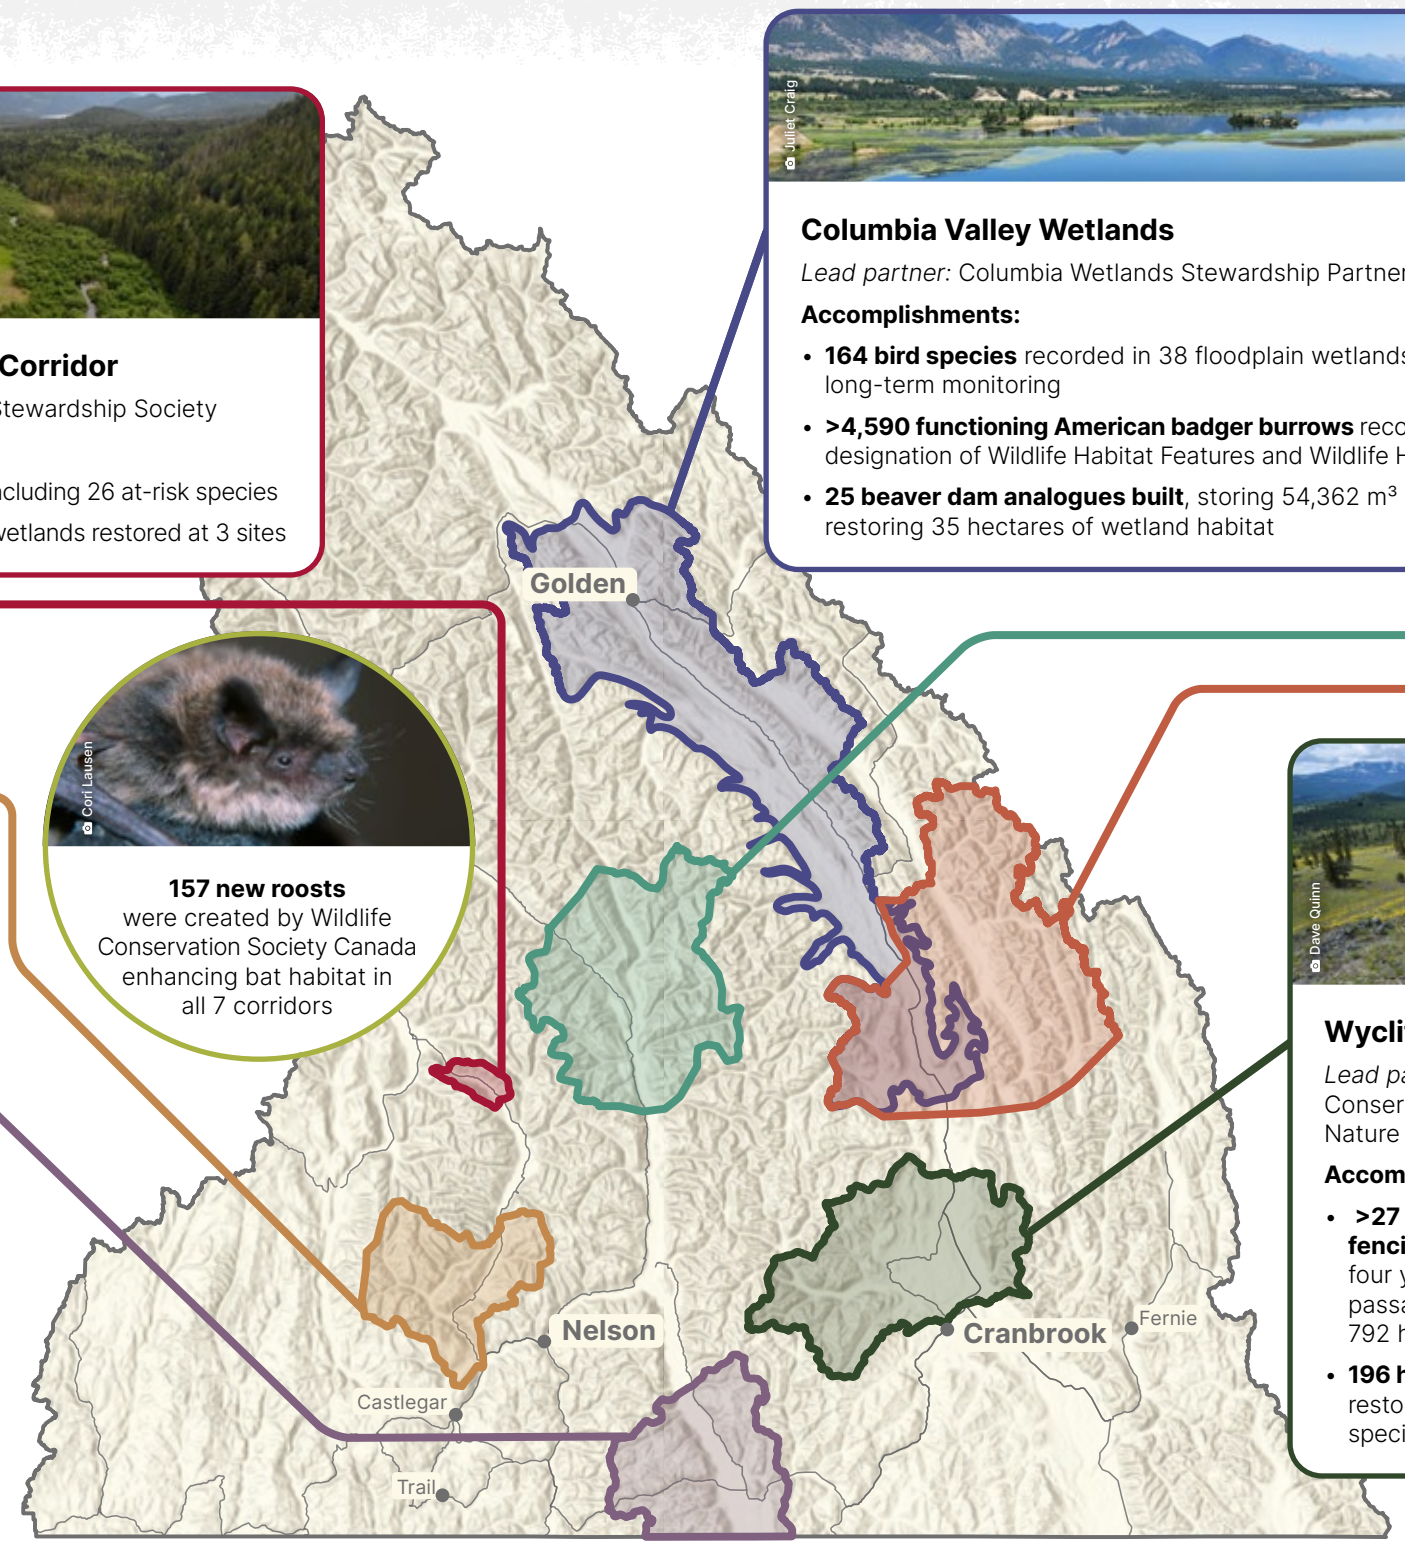 Juliet Craig
Columbia Valley Wetlands
Lead partner: Columbia Wetlands Stewardship Partner
Accomplishments:
• 164 bird species recorded in 38 floodplain wetlands
long-term monitoring
• >4,590 functioning American badger burrows reco
designation of Wildlife Habitat Features and Wildlife H
• 25 beaver dam analogues built, storing 54,362 m³
restoring 35 hectares of wetland habitat
Corridor
Stewardship Society
ncluding 26 at-risk species
wetlands restored at 3 sites
Golden
Cori Lausen
157 new roosts
were created by Wildlife
Conservation Society Canada
enhancing bat habitat in
all 7 corridors
Dave Quinn
Wyclif
Lead pa
Conser
Nature
Accom
• >27
fenci
four y
passa
792 h
• 196 h
resto
speci
Nelson
Cranbrook
Fernie
Castlegar
Trail